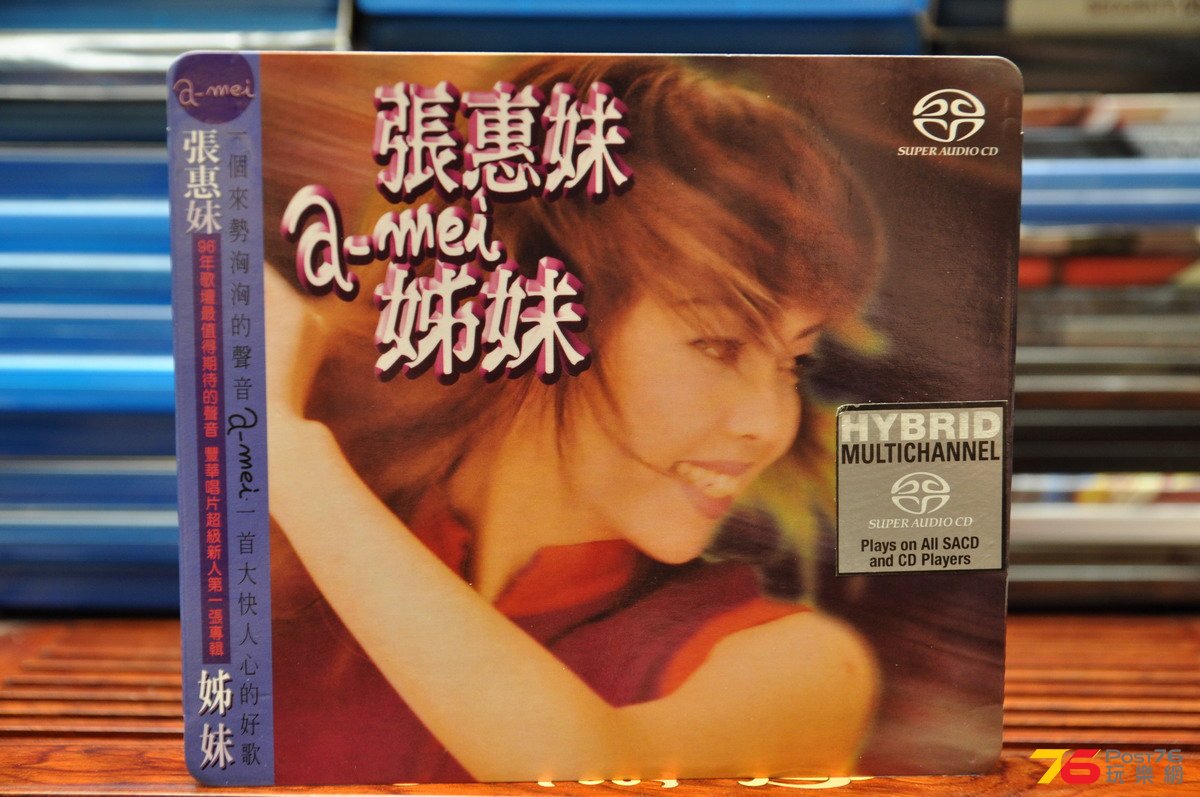 a-mei
張惠妹
一個來勢洶洶的聲音a-mei一首大快人心的好歌
96年歌壇最值得期待的聲音 豐華唱片超級新人第一張專輯
姊妹
張惠妹
a-mei
姊妹
SUPER AUDIO CD
HYBRID
MULTICHANNEL
SUPER AUDIO CD
Plays on All SACD
and CD Players
76 Post76
玩樂網